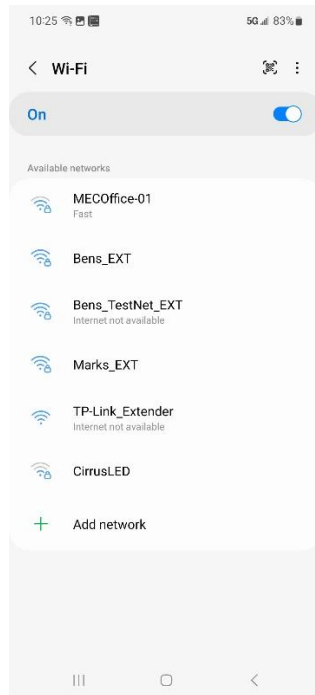 10:25 5G 83%
Wi-Fi
On
Available networks
MECOffice-01
Fast
Bens_EXT
Bens_TestNet_EXT
Internet not available
Marks_EXT
TP-Link_Extender
Internet not available
CirrusLED
Add network